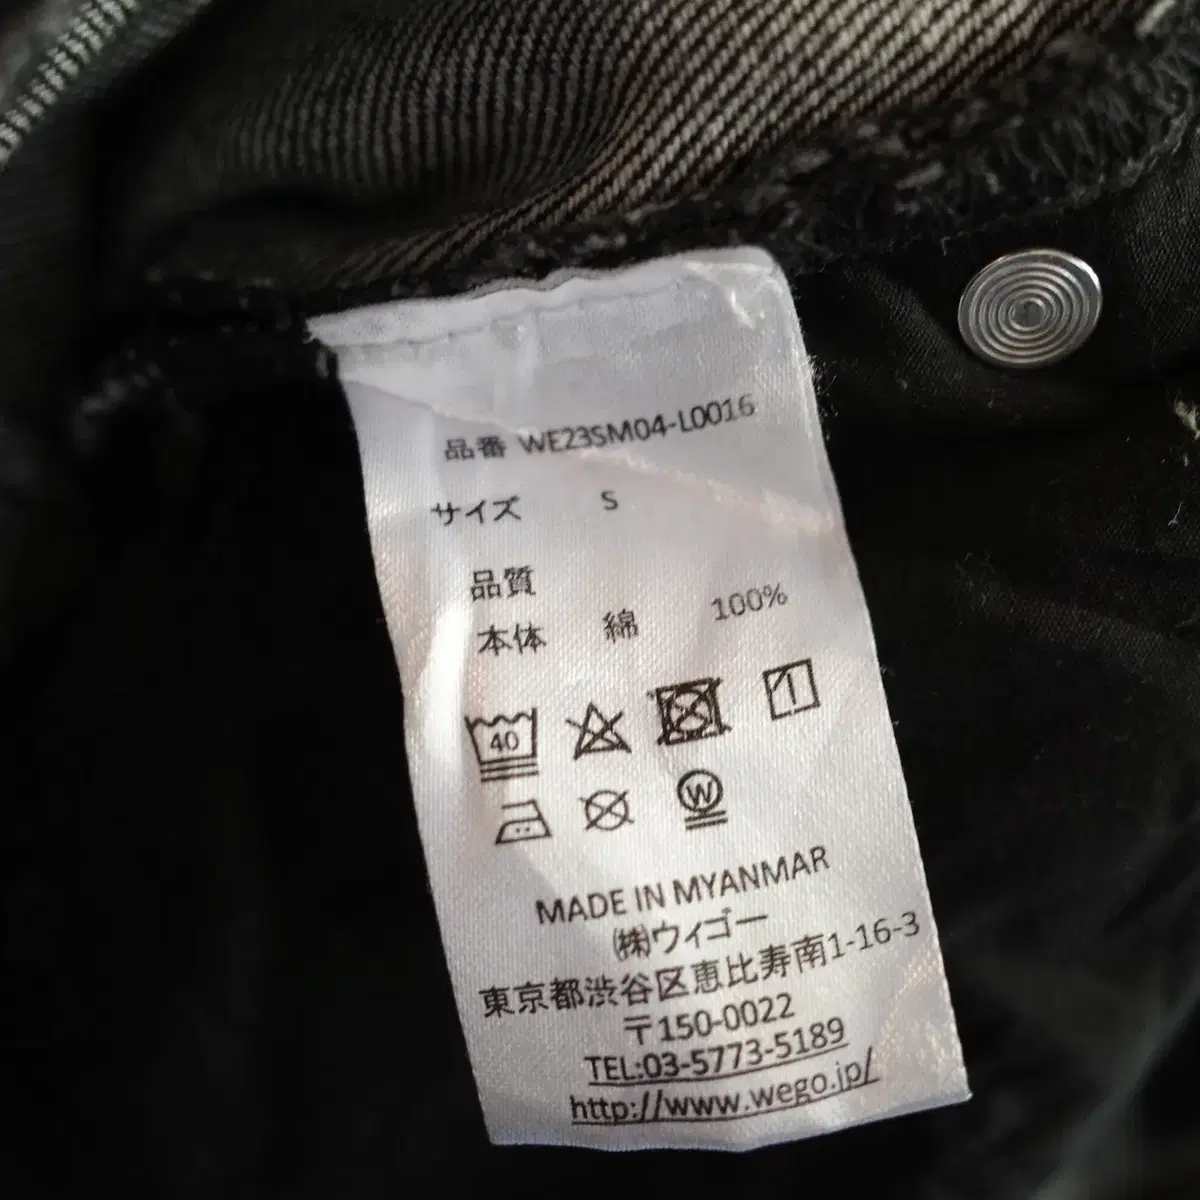 品番 WE23SM04-L0016
サイズ S
品質
本体 綿 100%
40
W
MADE IN MYANMAR
㈱ウィゴー
東京都渋谷区恵比寿南1-16-3
〒150-0022
TEL:03-5773-5189
http://www.wego.jp/